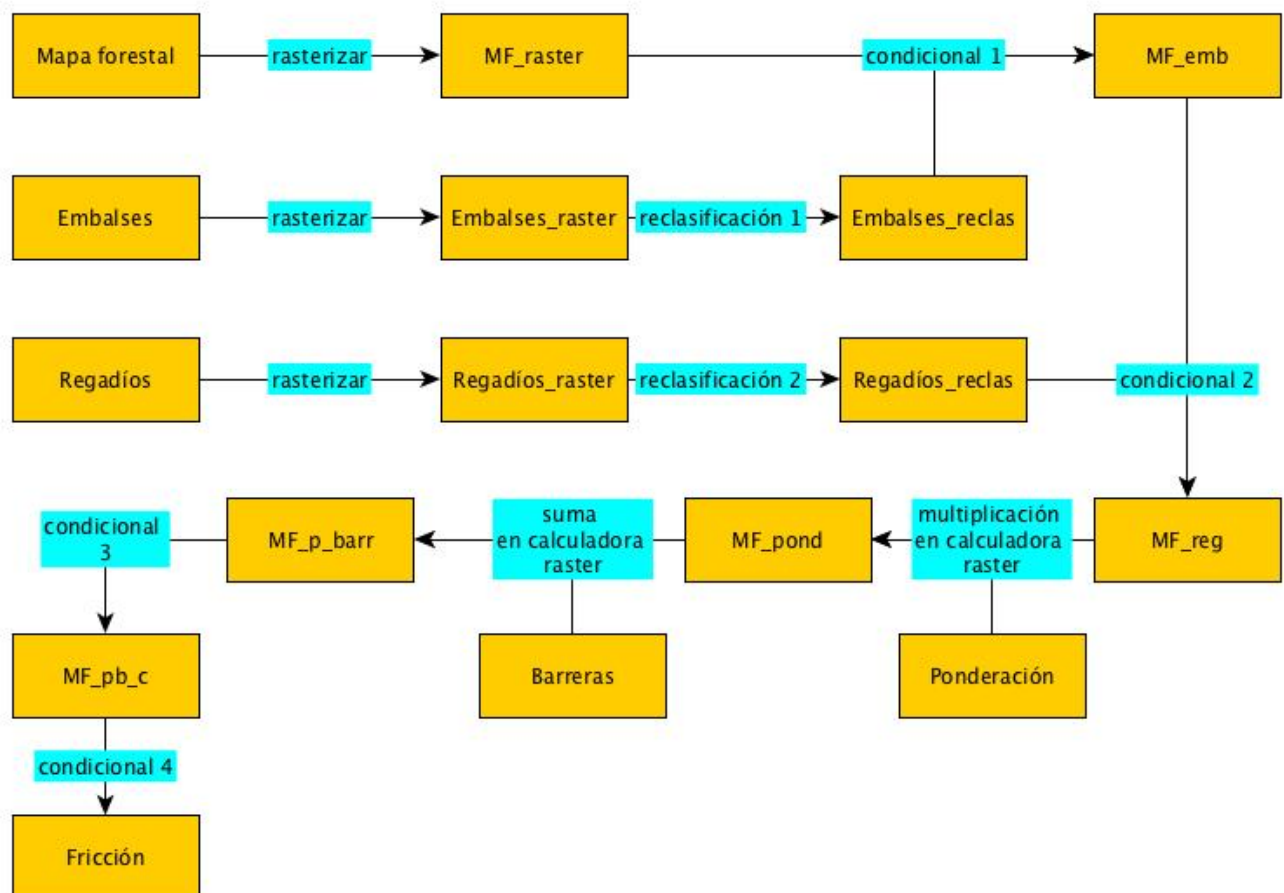 Mapa forestal
rasterizar
MF_raster
condicional 1
MF_emb
Embalses
rasterizar
Embalses_raster
reclasificación 1
Embalses_reclas
Regadíos
rasterizar
Regadíos_raster
reclasificación 2
Regadíos_reclas
condicional 2
condicional
3
MF_p_barr
suma
en calculadora
raster
MF_pond
multiplicación
en calculadora
raster
MF_reg
MF_pb_c
Barreras
Ponderación
condicional 4
Fricción